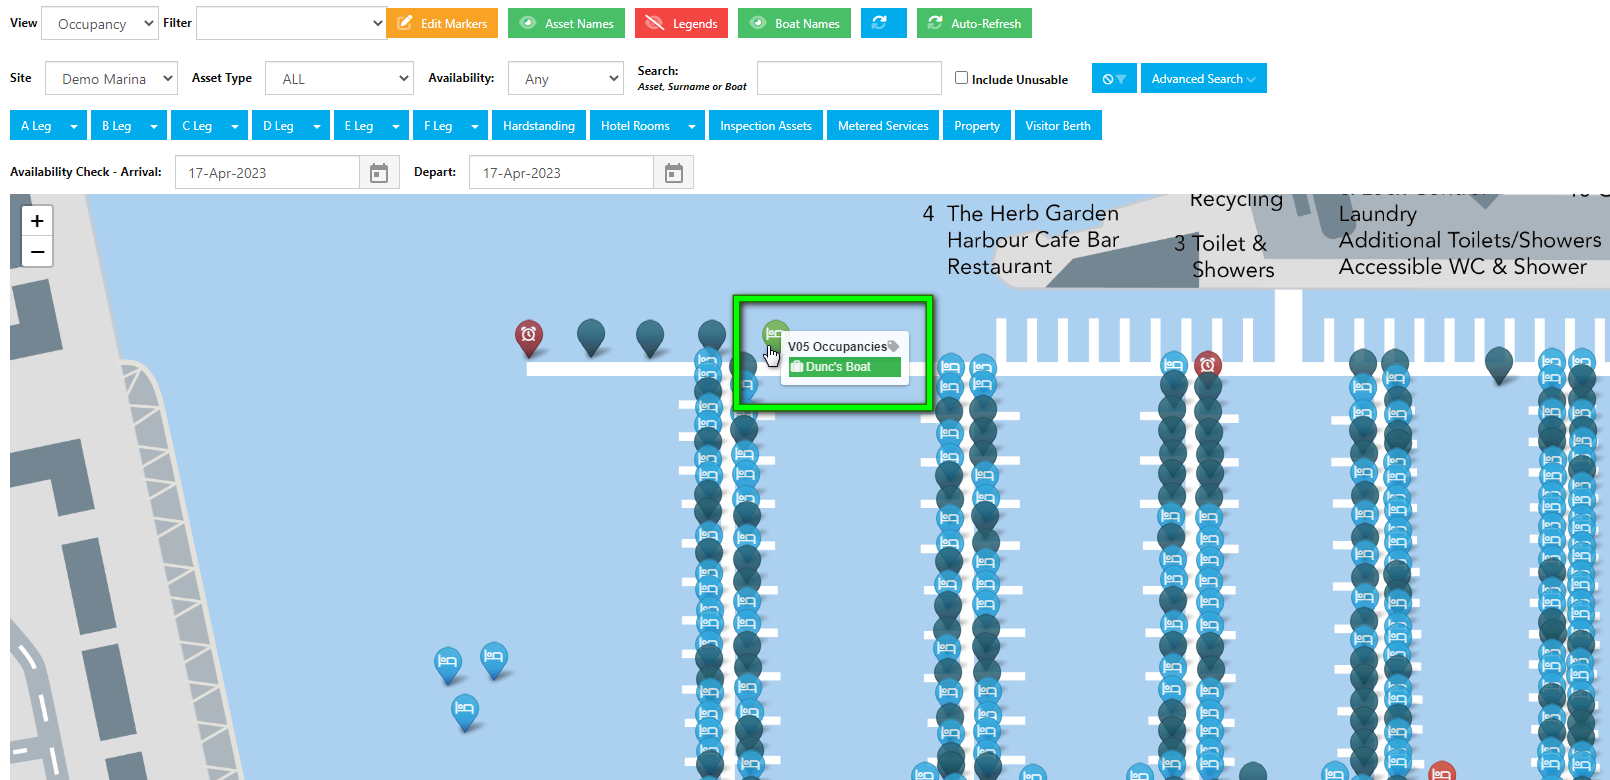 View Occupancy Filter Edit Markers Asset Names Legends Boat Names Auto-Refresh
Site Demo Marina Asset Type ALL Availability: Any Search: Include Unusable Advanced Search
Asset, Surname or Boat
A Leg B Leg C Leg D Leg E Leg F Leg Hardstanding Hotel Rooms Inspection Assets Metered Services Property Visitor Berth
Availability Check - Arrival: 17-Apr-2023 Depart: 17-Apr-2023
+
−
4 The Herb Garden
Harbour Cafe Bar
Restaurant
Recycling
3 Toilet &
Showers
Laundry
Additional Toilets/Showers
Accessible WC & Shower
V05 Occupancies
Dunc's Boat